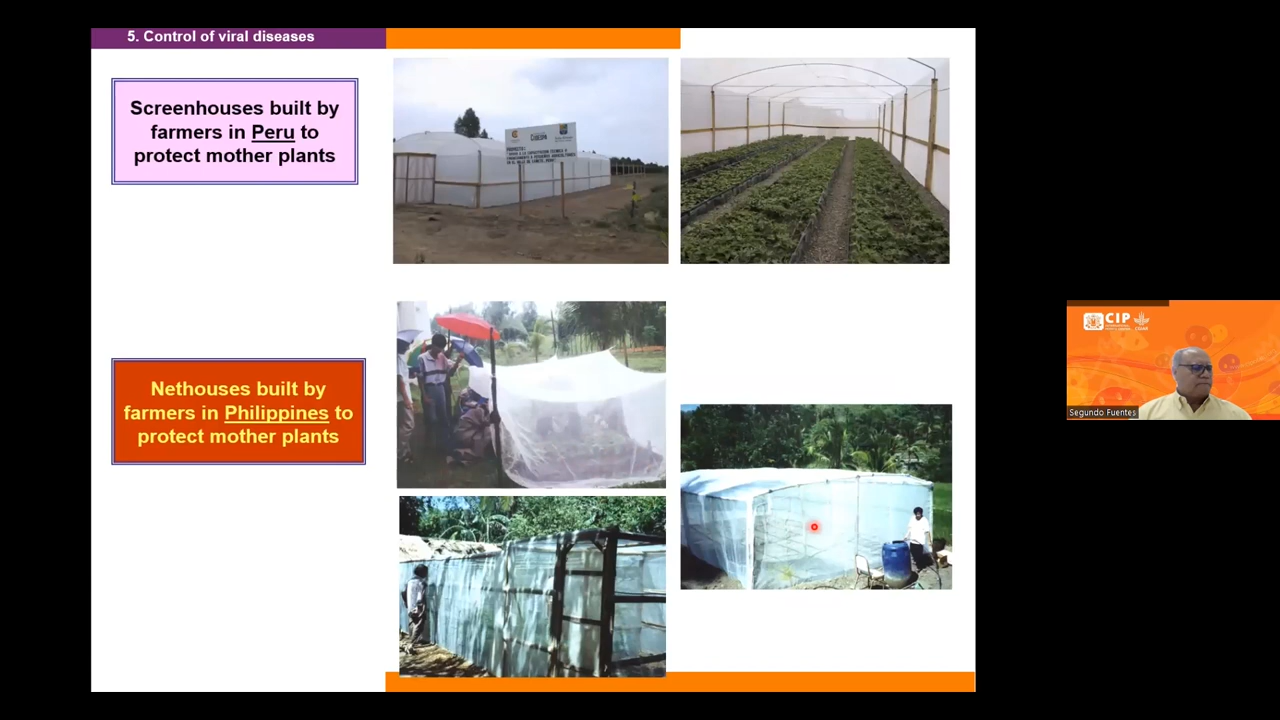 5. Control of viral diseases
Screenhouses built by
farmers in Peru to
protect mother plants
PROYECTO:
Nethouses built by
farmers in Philippines to
protect mother plants
CIP
Segundo Fuentes